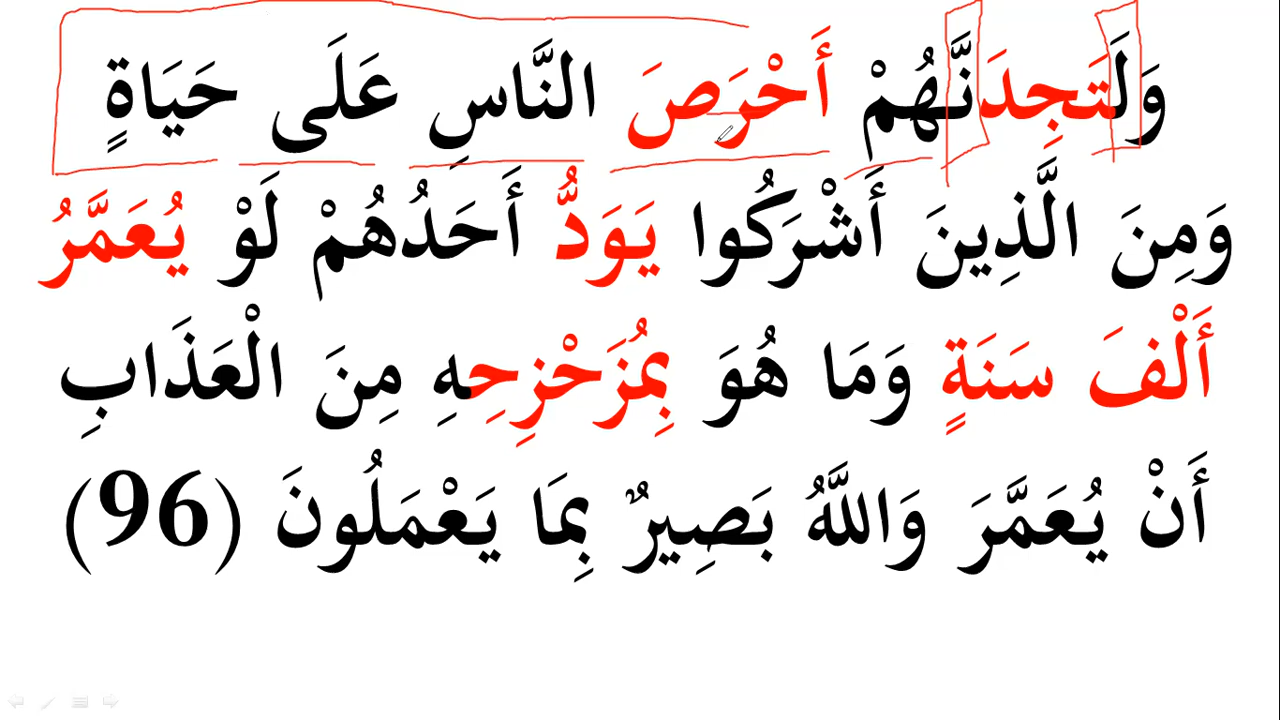 وَلَتَجِدَنَّهُمْ أَحْرَصَ النَّاسِ عَلَى حَيَاةٍ
وَمِنَ الَّذِينَ أَشْرَكُوا يَوَدُّ أَحَدُهُمْ لَوْ يُعَمَّرُ
أَلْفَ سَنَةٍ وَمَا هُوَ بِمُزَحْزِحِهِ مِنَ الْعَذَابِ
أَنْ يُعَمَّرَ وَاللَّهُ بَصِيرٌ بِمَا يَعْمَلُونَ (96)